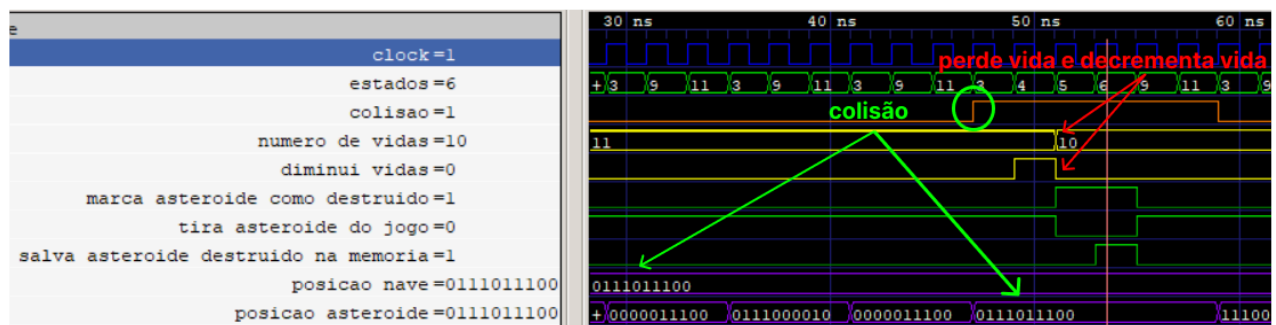 e
30 ns 40 ns 50 ns 60 ns
clock=1
perde vida e decrementa vida
estados=6
+ 3 9 11 3 9 11 3 9 11 3 4 5 6 9 11 3 9
colisao=1
colisão
numero de vidas=10
11 10
diminui vidas=0
marca asteroide como destruido=1
tira asteroide do jogo=0
salva asteroide destruido na memoria=1
posicao nave=0111011100
0111011100
posicao asteroide=0111011100
+ 0000011100 0111000010 0000011100 0111011100 11100